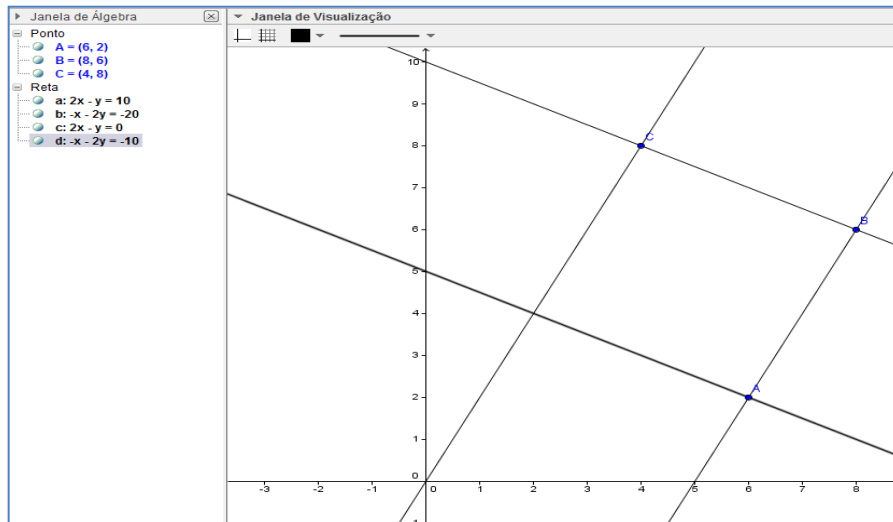 Janela de Álgebra
Ponto
A = (6, 2)
B = (8, 6)
C = (4, 8)
Reta
a: 2x - y = 10
b: -x - 2y = -20
c: 2x - y = 0
d: -x - 2y = -10
Janela de Visualização
10
9
8
7
6
5
4
3
2
1
0
-3 -2 -1 0 1 2 3 4 5 6 7 8
C
B
A